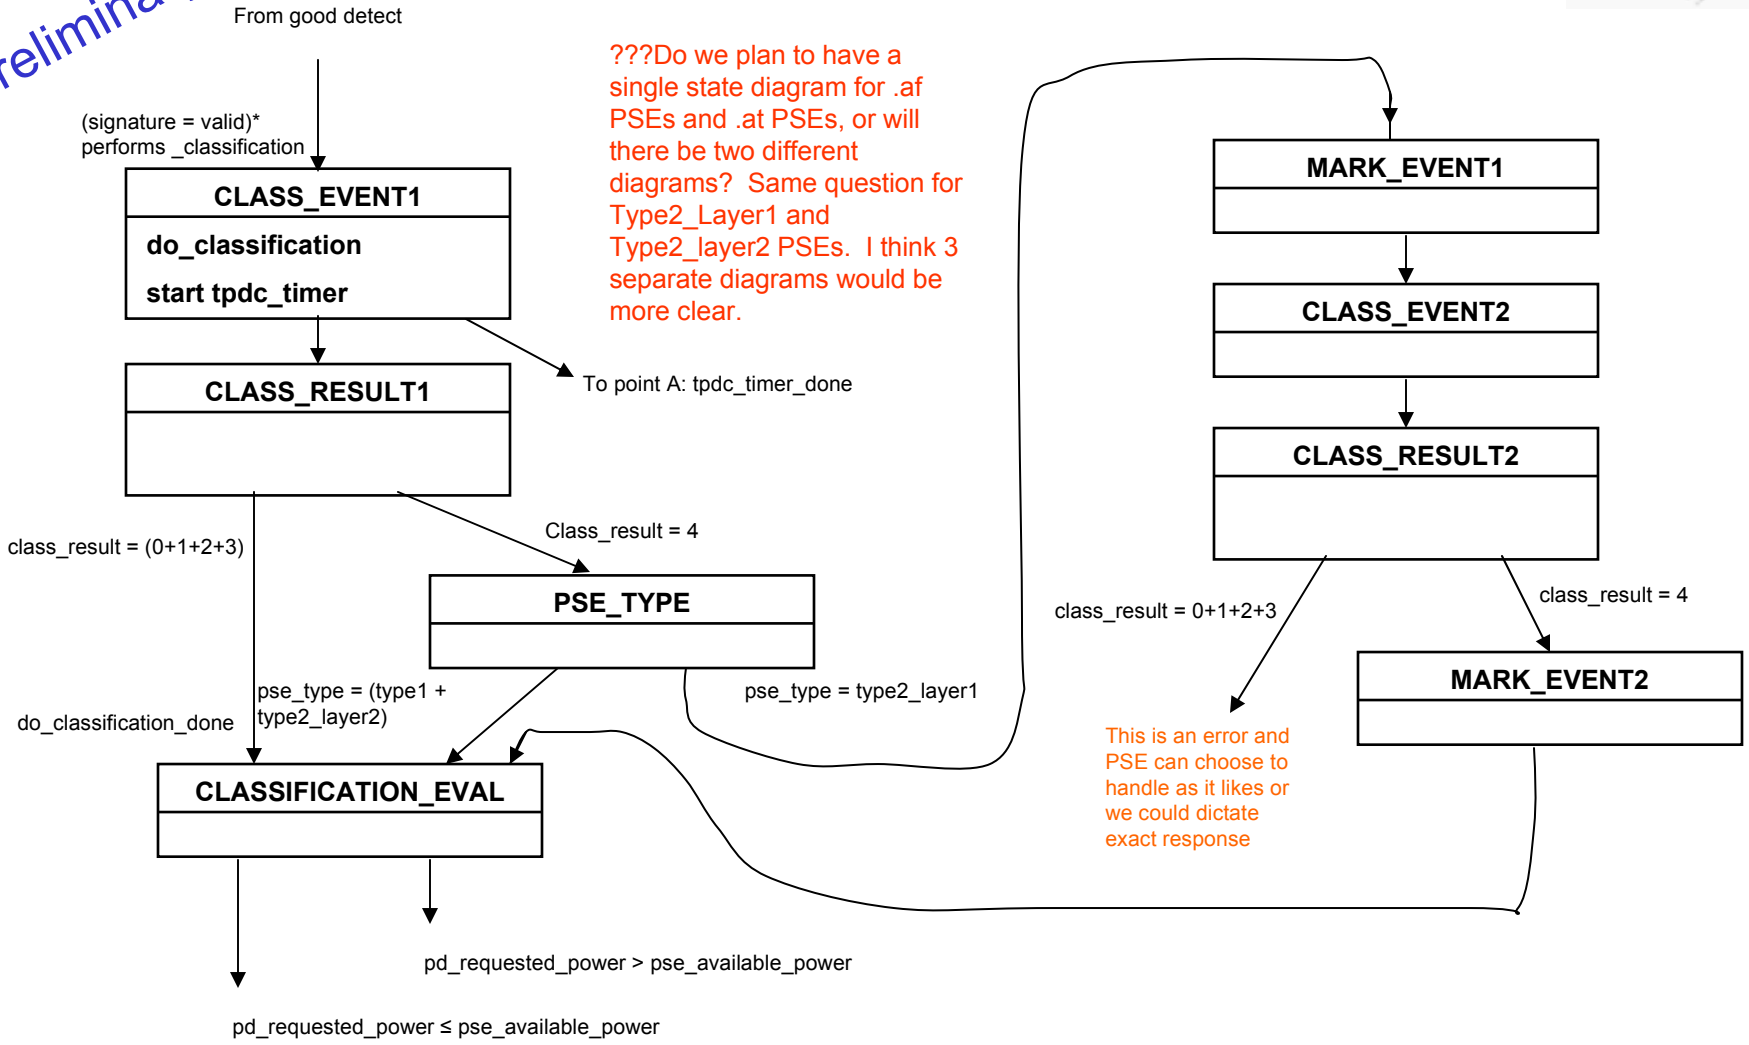 From good detect
(signature = valid)*
performs _classification
CLASS_EVENT1
do_classification
start tpdc_timer
CLASS_RESULT1
To point A: tpdc_timer_done
???Do we plan to have a
single state diagram for .af
PSEs and .at PSEs, or will
there be two different
diagrams? Same question for
Type2_Layer1 and
Type2_layer2 PSEs. I think 3
separate diagrams would be
more clear.
class_result = (0+1+2+3)
Class_result = 4
PSE_TYPE
pse_type = (type1 +
type2_layer2)
pse_type = type2_layer1
do_classification_done
CLASSIFICATION_EVAL
pd_requested_power > pse_available_power
pd_requested_power ≤ pse_available_power
MARK_EVENT1
CLASS_EVENT2
CLASS_RESULT2
class_result = 0+1+2+3
class_result = 4
MARK_EVENT2
This is an error and
PSE can choose to
handle as it likes or
we could dictate
exact response